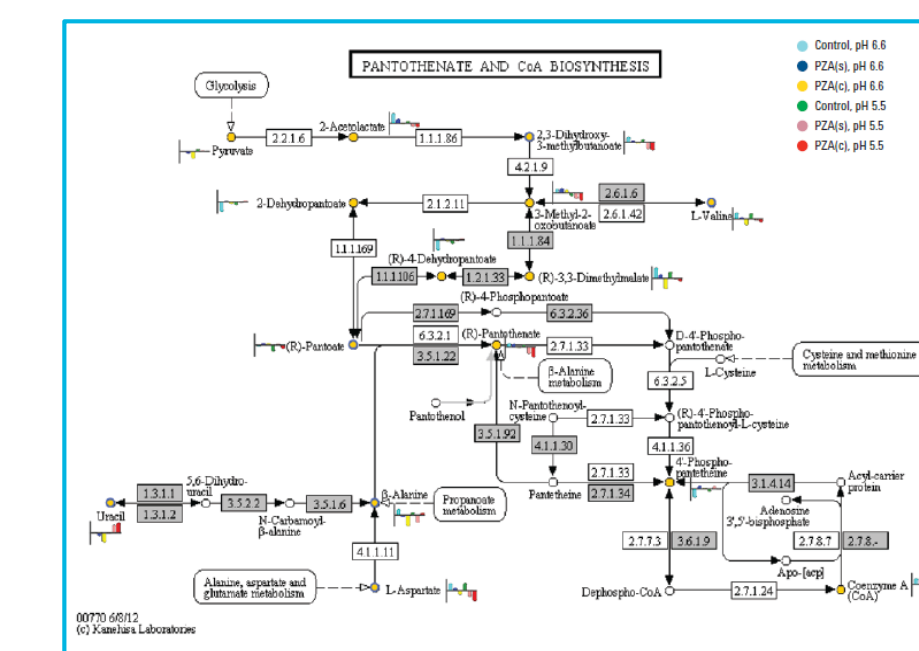 PANTOTHENATE AND CoA BIOSYNTHESIS
Control, pH 6.6
PZA(s), pH 6.6
PZA(c), pH 6.6
Control, pH 5.5
PZA(s), pH 5.5
PZA(c), pH 5.5
Glycolysis
Pyruvate
2.2.1.6
2-Acetolactate
1.1.1.86
2,3-Dihydroxy-
3-methylbutanoate
4.2.1.9
2-Dehydropantoate
2.1.2.11
3-Methyl-2-
oxobutanoate
2.6.1.6
2.6.1.42
L-Valine
1.1.1.169
1.1.1.84
(R)-4-Dehydropantoate
1.1.1.106
1.2.1.33
(R)-3,3-Dimethylmalate
(R)-4-Phosphopantoate
2.7.1.169
6.3.2.36
(R)-Pantoate
6.3.2.1
3.5.1.22
(R)-Pantothenate
2.7.1.33
D-4'-Phospho-
pantothenate
L-Cysteine
Cysteine and methionine
metabolism
β-Alanine
metabolism
6.3.2.5
Pantothenol
N-Pantothenoyl-
cysteine
2.7.1.33
(R)-4'-Phospho-
pantothenoyl-L-cysteine
3.5.1.92
4.1.1.30
4.1.1.36
Pantetheine
2.7.1.33
2.7.1.34
4'-Phospho-
pantetheine
3.1.4.14
Acyl-carrier
protein
Adenosine
3',5'-bisphosphate
Uracil
1.3.1.1
1.3.1.2
5,6-Dihydro-
uracil
3.5.2.2
N-Carbamoyl-
β-alanine
3.5.1.6
β-Alanine
Propanoate
metabolism
4.1.1.11
2.7.7.3
3.6.1.9
2.7.8.7
2.7.8.-
Apo-[acp]
Alanine, aspartate and
glutamate metabolism
L-Aspartate
Dephospho-CoA
2.7.1.24
Coenzyme A
(CoA)
00770 6/8/12
(c) Kanehisa Laboratories